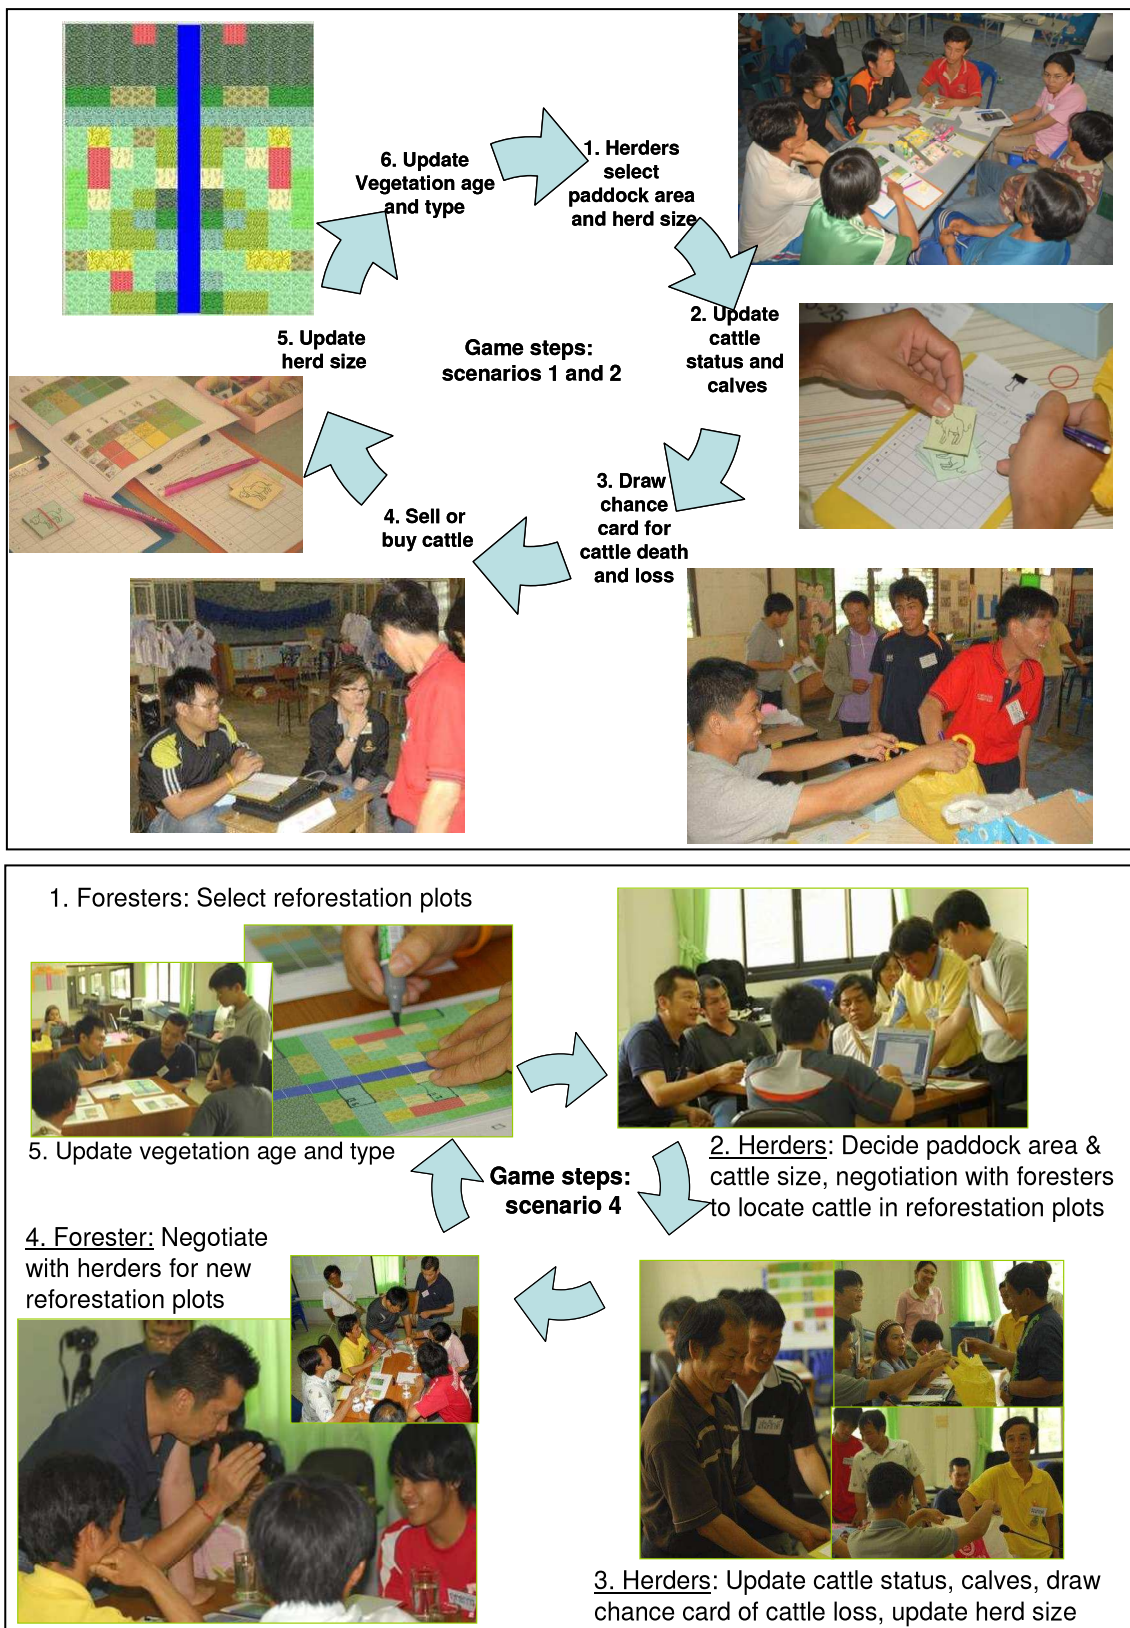 6. Update
Vegetation age
and type
1. Herders
select
paddock area
and herd size
2. Update
cattle
status and
calves
5. Update
herd size
Game steps:
scenarios 1 and 2
3. Draw
chance
card for
cattle death
and loss
4. Sell or
buy cattle
1. Foresters: Select reforestation plots
5. Update vegetation age and type
Game steps:
scenario 4
2. Herders: Decide paddock area &
cattle size, negotiation with foresters
to locate cattle in reforestation plots
4. Forester: Negotiate
with herders for new
reforestation plots
3. Herders: Update cattle status, calves, draw
chance card of cattle loss, update herd size